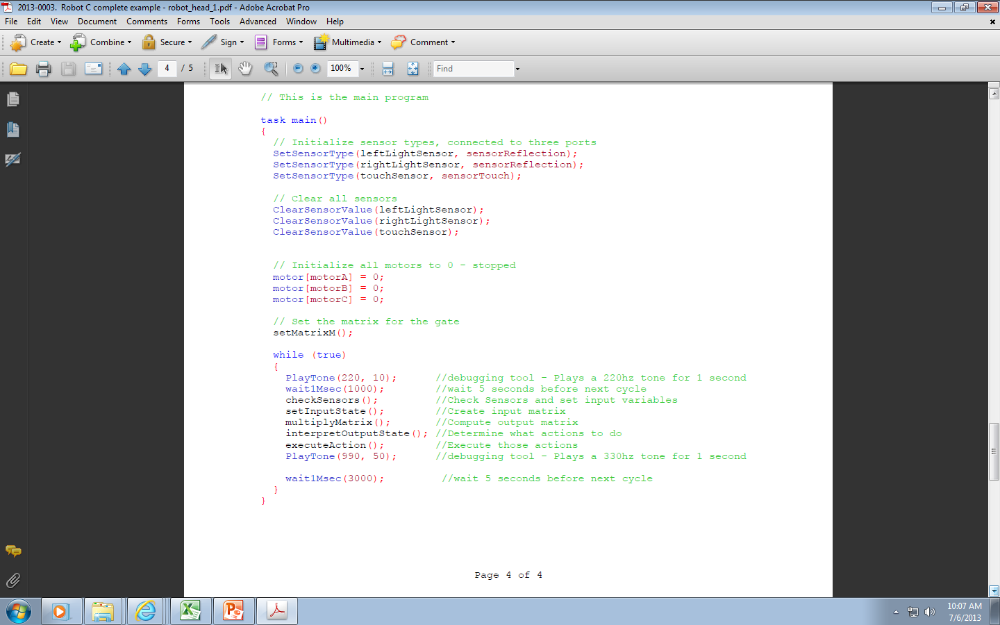 2013-0003.  Robot C complete example - robot_head_1.pdf - Adobe Acrobat Pro
File Edit View Document Comments Forms Tools Advanced Window Help
Create Combine Secure Sign Forms Multimedia Comment
4 / 5 100% Find
// This is the main program
task main()
{
// Initialize sensor types, connected to three ports
SetSensorType(leftLightSensor, sensorReflection);
SetSensorType(rightLightSensor, sensorReflection);
SetSensorType(touchSensor, sensorTouch);
// Clear all sensors
ClearSensorValue(leftLightSensor);
ClearSensorValue(rightLightSensor);
ClearSensorValue(touchSensor);
// Initialize all motors to 0 - stopped
motor[motorA] = 0;
motor[motorB] = 0;
motor[motorC] = 0;
// Set the matrix for the gate
setMatrixM();
while (true)
{
PlayTone(220, 10);      //debugging tool - Plays a 220hz tone for 1 second
wait1Msec(1000);        //wait 5 seconds before next cycle
checkSensors();         //Check Sensors and set input variables
setInputState();        //Create input matrix
multiplyMatrix();       //Compute output matrix
interpretOutputState(); //Determine what actions to do
executeAction();        //Execute those actions
PlayTone(990, 50);      //debugging tool - Plays a 330hz tone for 1 second
wait1Msec(3000);         //wait 5 seconds before next cycle
}
}
Page 4 of 4
10:07 AM
7/6/2013